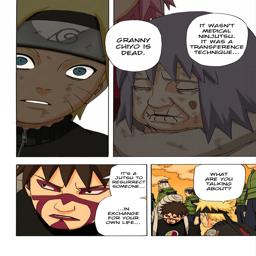 GRANNY
CHIYO IS
DEAD.
IT WASN'T
MEDICAL
NINJUTSU.
IT WAS A
TRANSFERENCE
TECHNIQUE...
IT'S A
JUTSU TO
RESURRECT
SOMEONE...
...IN
EXCHANGE
FOR YOUR
OWN LIFE...
WHAT
ARE YOU
TALKING
ABOUT?